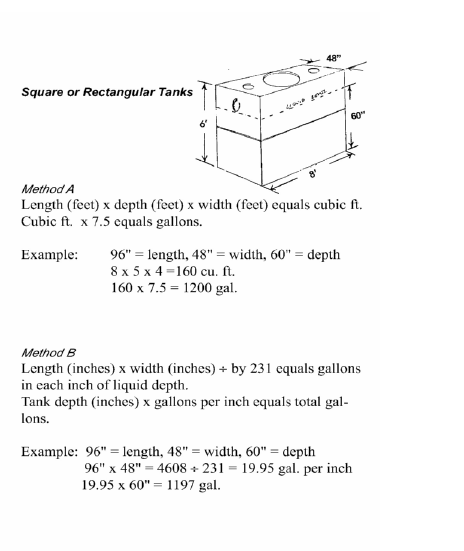 48"
Square or Rectangular Tanks
LIQUID LEVEL
60"
6'
8'
Method A
Length (feet) x depth (feet) x width (feet) equals cubic ft.
Cubic ft. x 7.5 equals gallons.
Example: 96" = length, 48" = width, 60" = depth
8 x 5 x 4 =160 cu. ft.
160 x 7.5 = 1200 gal.
Method B
Length (inches) x width (inches) ÷ by 231 equals gallons
in each inch of liquid depth.
Tank depth (inches) x gallons per inch equals total gal-
lons.
Example: 96" = length, 48" = width, 60" = depth
96" x 48" = 4608 ÷ 231 = 19.95 gal. per inch
19.95 x 60" = 1197 gal.